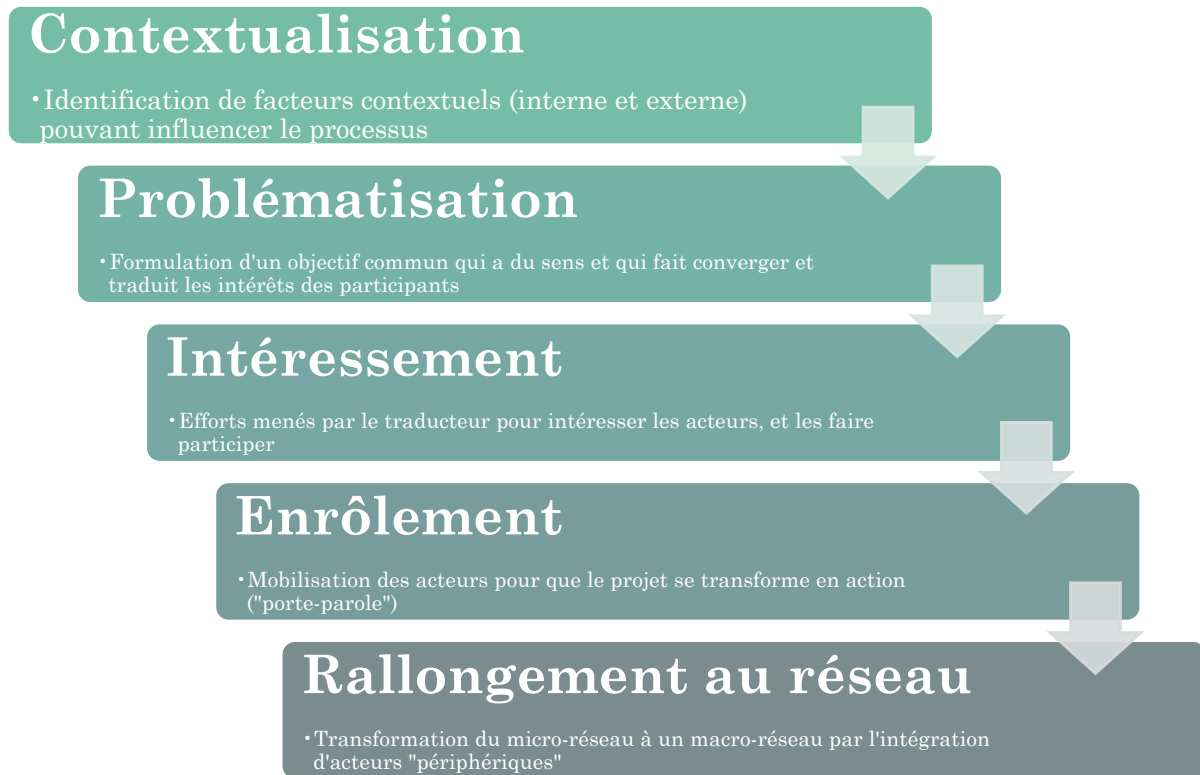 Contextualisation
•Identification de facteurs contextuels (interne et externe)
pouvant influencer le processus
Problématisation
•Formulation d'un objectif commun qui a du sens et qui fait converger et
traduit les intérêts des participants
Intéressement
•Efforts menés par le traducteur pour intéresser les acteurs, et les faire
participer
Enrôlement
•Mobilisation des acteurs pour que le projet se transforme en action
("porte-parole")
Rallongement au réseau
•Transformation du micro-réseau à un macro-réseau par l'intégration
d'acteurs "périphériques"